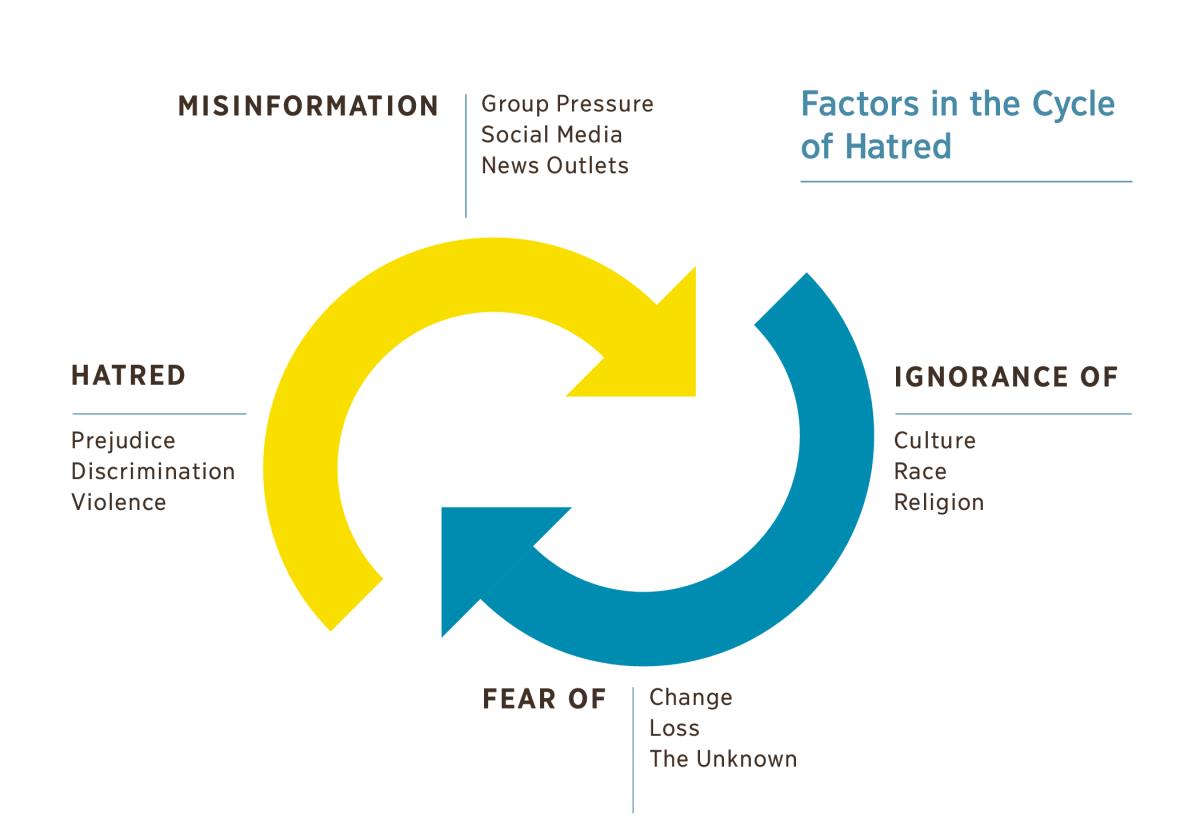 Factors in the Cycle
of Hatred
MISINFORMATION
Group Pressure
Social Media
News Outlets
HATRED
Prejudice
Discrimination
Violence
IGNORANCE OF
Culture
Race
Religion
FEAR OF
Change
Loss
The Unknown